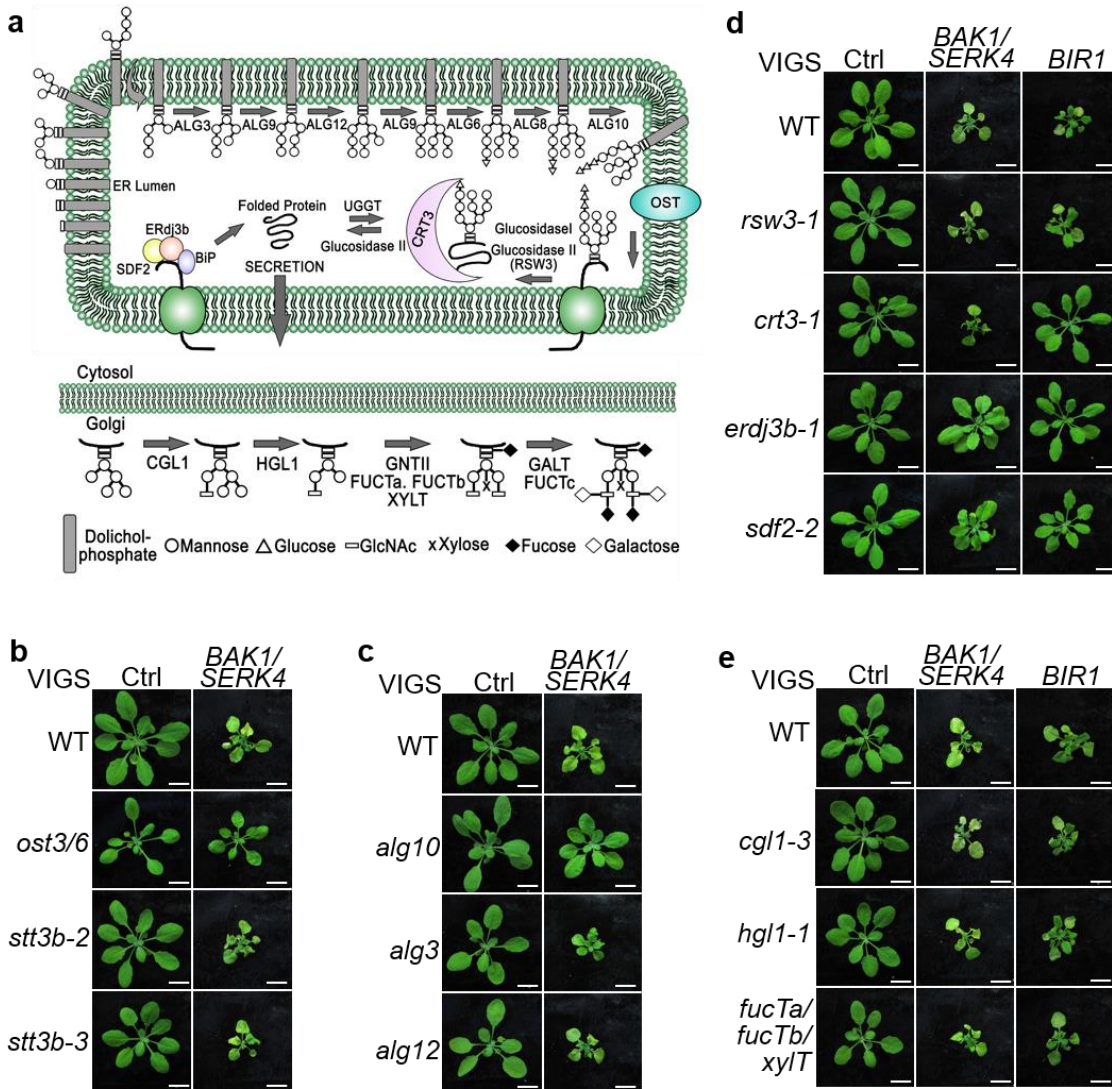 a
ALG3 ALG9 ALG12 ALG9 ALG6 ALG8 ALG10
ER Lumen
OST
Folded Protein
UGGT
Glucosidase II
CRT3
GlucosidaseI
Glucosidase II
(RSW3)
ERdj3b
SDF2
BiP
SECRETION
Cytosol
Golgi
CGL1
HGL1
GNTII
FUCTa. FUCTb
XYLT
GALT
FUCTc
Dolichol-
phosphate
Mannose
Glucose
GlcNAc
xXylose
Fucose
Galactose
b
VIGS Ctrl BAK1/
SERK4
WT
ost3/6
stt3b-2
stt3b-3
c
VIGS Ctrl BAK1/
SERK4
WT
alg10
alg3
alg12
d
VIGS Ctrl BAK1/
SERK4 BIR1
WT
rsw3-1
crt3-1
erdj3b-1
sdf2-2
e
VIGS Ctrl BAK1/
SERK4 BIR1
WT
cgl1-3
hgl1-1
fucTa/
fucTb/
xylT